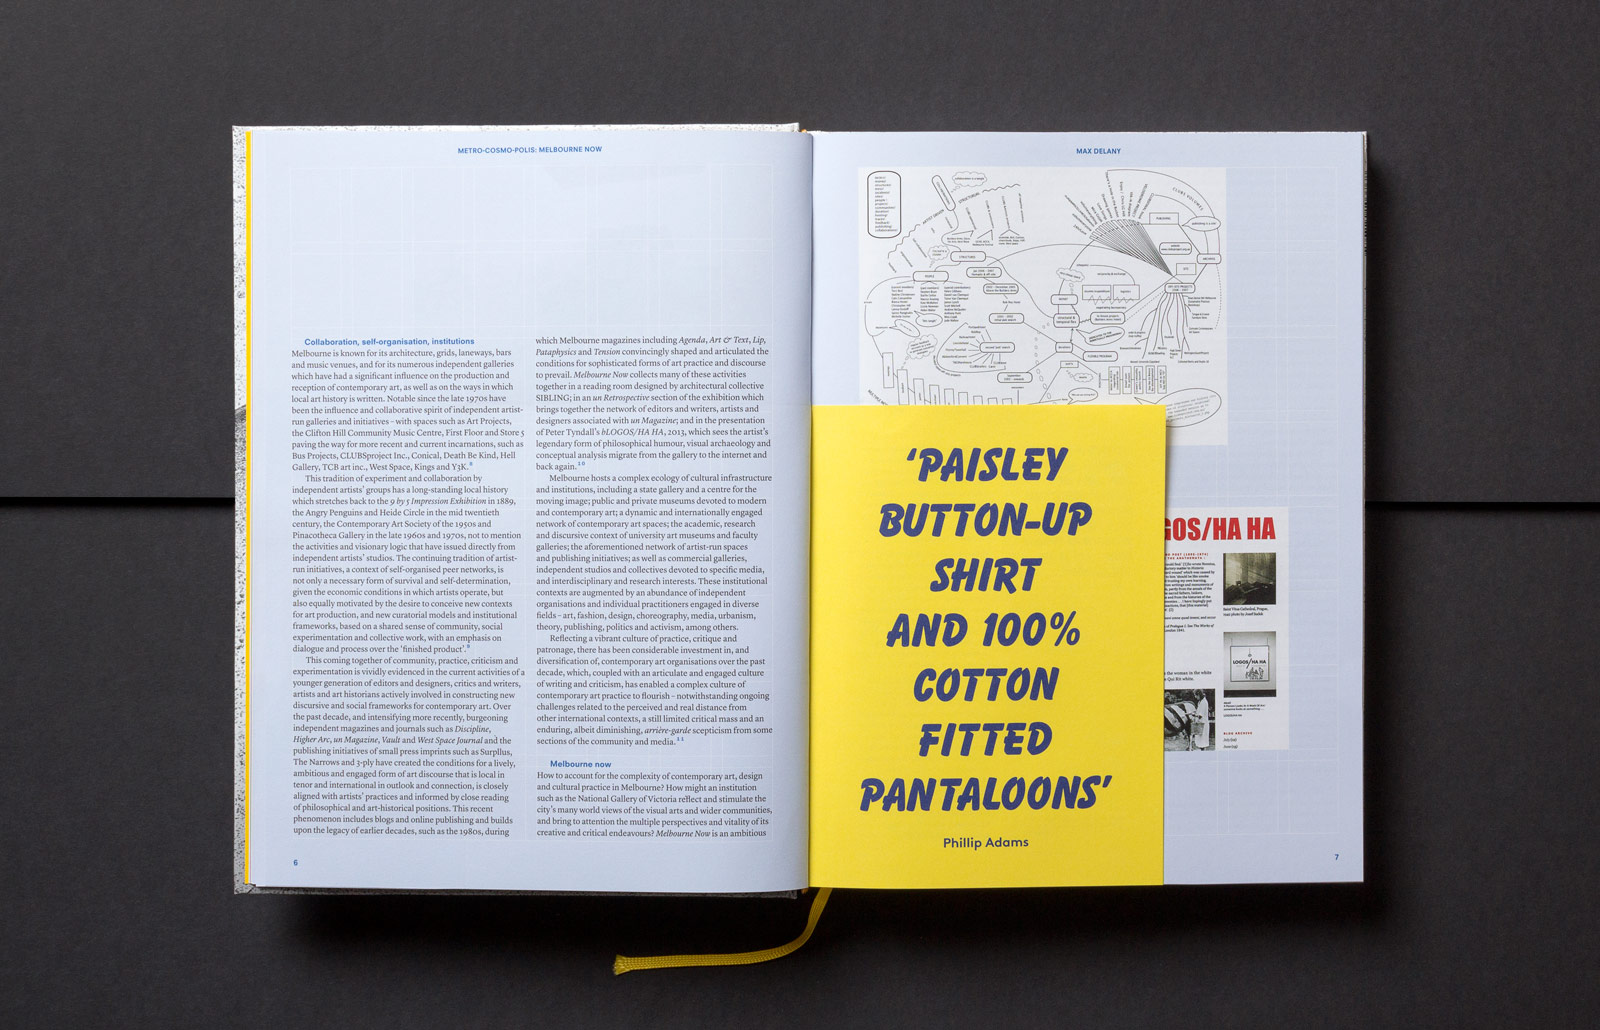 METRO-COSMO-POLIS: MELBOURNE NOW
Collaboration, self-organisation, institutions
Melbourne is known for its architecture, grids, laneways, bars
and music venues, and for its numerous independent galleries
which have had a significant influence on the production and
reception of contemporary art, as well as on the ways in which
local art history is written. Notable since the late 1970s have
been the influence and collaborative spirit of independent artist-
run galleries and initiatives – with spaces such as Art Projects,
the Clifton Hill Community Music Centre, First Floor and Store 5
paving the way for more recent and current incarnations, such as
Bus Projects, CLUBSproject Inc., Conical, Death Be Kind, Hell
Gallery, TCB art inc., West Space, Kings and Y3K.8
This tradition of experiment and collaboration by
independent artists' groups has a long-standing local history
which stretches back to the 9 by 5 Impression Exhibition in 1889,
the Angry Penguins and Heide Circle in the mid twentieth
century, the Contemporary Art Society of the 1950s and
Pinacotheca Gallery in the late 1960s and 1970s, not to mention
the activities and visionary logic that have issued directly from
independent artists' studios. The continuing tradition of artist-
run initiatives, a context of self-organised peer networks, is
not only a necessary form of survival and self-determination,
given the economic conditions in which artists operate, but
also equally motivated by the desire to conceive new contexts
for art production, and new curatorial models and institutional
frameworks, based on a shared sense of community, social
experimentation and collective work, with an emphasis on
dialogue and process over the 'finished product'.9
This coming together of community, practice, criticism and
experimentation is vividly evidenced in the current activities of a
younger generation of editors and designers, critics and writers,
artists and art historians actively involved in constructing new
discursive and social frameworks for contemporary art. Over
the past decade, and intensifying more recently, burgeoning
independent magazines and journals such as Discipline,
Higher Arc, un Magazine, Vault and West Space Journal and the
publishing initiatives of small press imprints such as Surpllus,
The Narrows and 3-ply have created the conditions for a lively,
ambitious and engaged form of art discourse that is local in
tenor and international in outlook and connection, is closely
aligned with artists' practices and informed by close reading
of philosophical and art-historical positions. This recent
phenomenon includes blogs and online publishing and builds
upon the legacy of earlier decades, such as the 1980s, during
6
which Melbourne magazines including Agenda, Art & Text, Lip,
Pataphysics and Tension convincingly shaped and articulated the
conditions for sophisticated forms of art practice and discourse
to prevail. Melbourne Now collects many of these activities
together in a reading room designed by architectural collective
SIBLING; in an un Retrospective section of the exhibition which
brings together the network of editors and writers, artists and
designers associated with un Magazine; and in the presentation
of Peter Tyndall's bLOGOS/HA HA, 2013, which sees the artist's
legendary form of philosophical humour, visual archaeology and
conceptual analysis migrate from the gallery to the internet and
back again.10
Melbourne hosts a complex ecology of cultural infrastructure
and institutions, including a state gallery and a centre for the
moving image; public and private museums devoted to modern
and contemporary art; a dynamic and internationally engaged
network of contemporary art spaces; the academic, research
and discursive context of university art museums and faculty
galleries; the aforementioned network of artist-run spaces
and publishing initiatives; as well as commercial galleries,
independent studios and collectives devoted to specific media,
and interdisciplinary and research interests. These institutional
contexts are augmented by an abundance of independent
organisations and individual practitioners engaged in diverse
fields – art, fashion, design, choreography, media, urbanism,
theory, publishing, politics and activism, among others.
Reflecting a vibrant culture of practice, critique and
patronage, there has been considerable investment in, and
diversification of, contemporary art organisations over the past
decade, which, coupled with an articulate and engaged culture
of writing and criticism, has enabled a complex culture of
contemporary art practice to flourish – notwithstanding ongoing
challenges related to the perceived and real distance from
other international contexts, a still limited critical mass and an
enduring, albeit diminishing, arrière-garde scepticism from some
sections of the community and media.11
Melbourne now
How to account for the complexity of contemporary art, design
and cultural practice in Melbourne? How might an institution
such as the National Gallery of Victoria reflect and stimulate the
city's many world views of the visual arts and wider communities,
and bring to attention the multiple perspectives and vitality of its
creative and critical endeavours? Melbourne Now is an ambitious
MAX DELANY
'PAISLEY
BUTTON-UP
SHIRT
AND 100%
COTTON
FITTED
PANTALOONS'
Phillip Adams
GOS/HA HA
LOGOS/HA HA
BLOG ARCHIVE
7